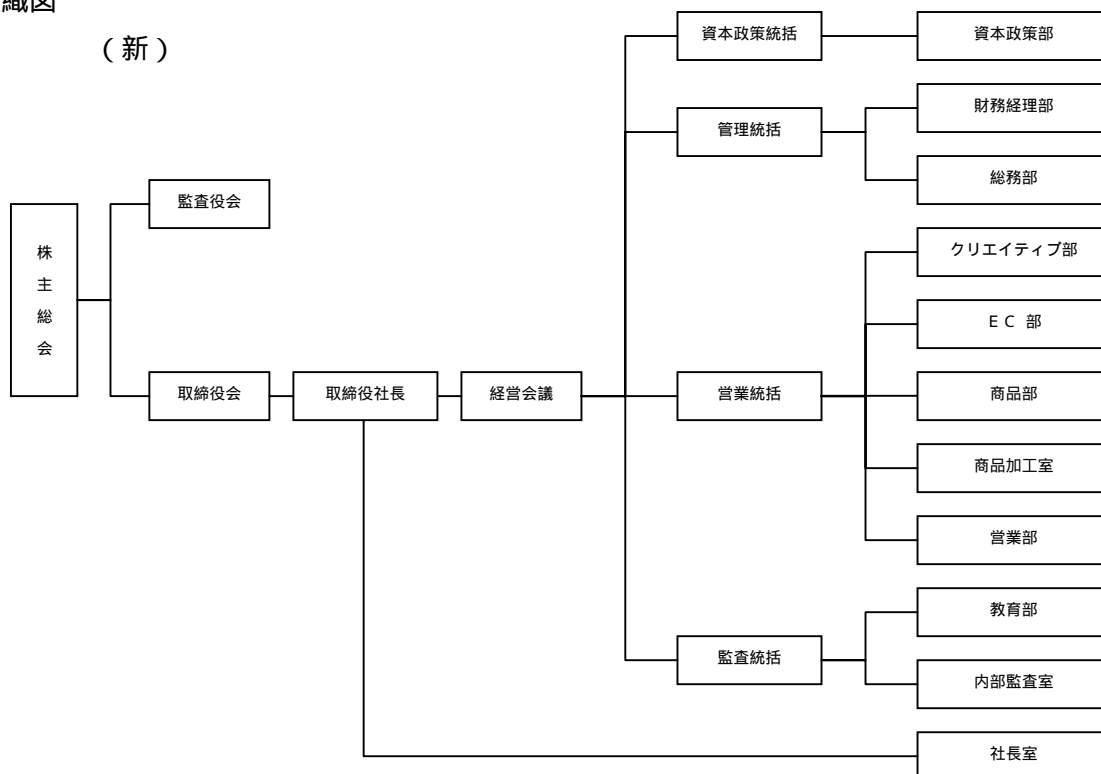 織図
（新）
資本政策統括
資本政策部
管理統括
財務経理部
総務部
監査役会
株主総会
クリエイティブ部
ＥＣ 部
取締役会
取締役社長
経営会議
営業統括
商品部
商品加工室
営業部
教育部
監査統括
内部監査室
社長室